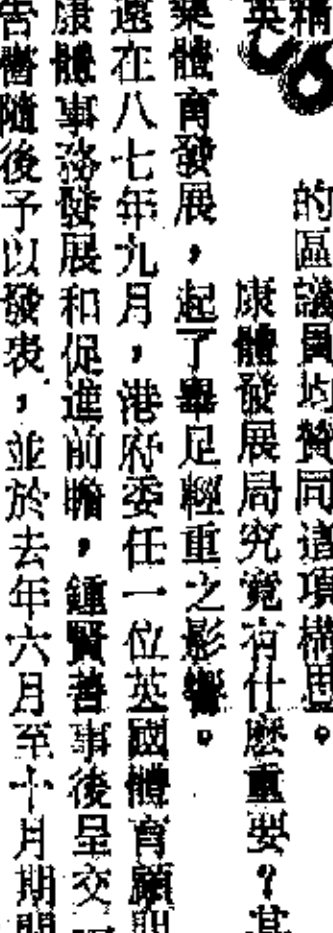 的區議員均贊同這項構思。
康體發展局究竟有什麼重要?其
業體育發展,起了舉足輕重之影響。
遠在八七年九月,港府委任一位英國體育顧
康體事務發展和促進前瞻,鍾賢善事後呈交
告書隨後予以發表,並於去年六月至十月期間